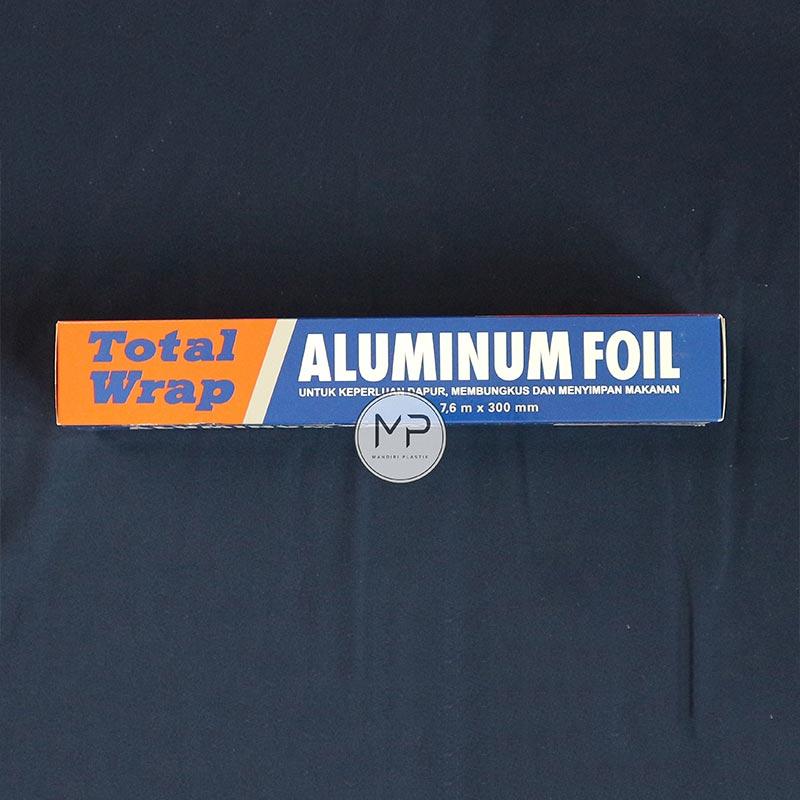 Total
Wrap
ALUMINUM FOIL
UNTUK KEPERLUAN DAPUR, MEMBUNGKUS DAN MENYIMPAN MAKANAN
7,6 m x 300 mm
MP
MANDIRI PLASTIK